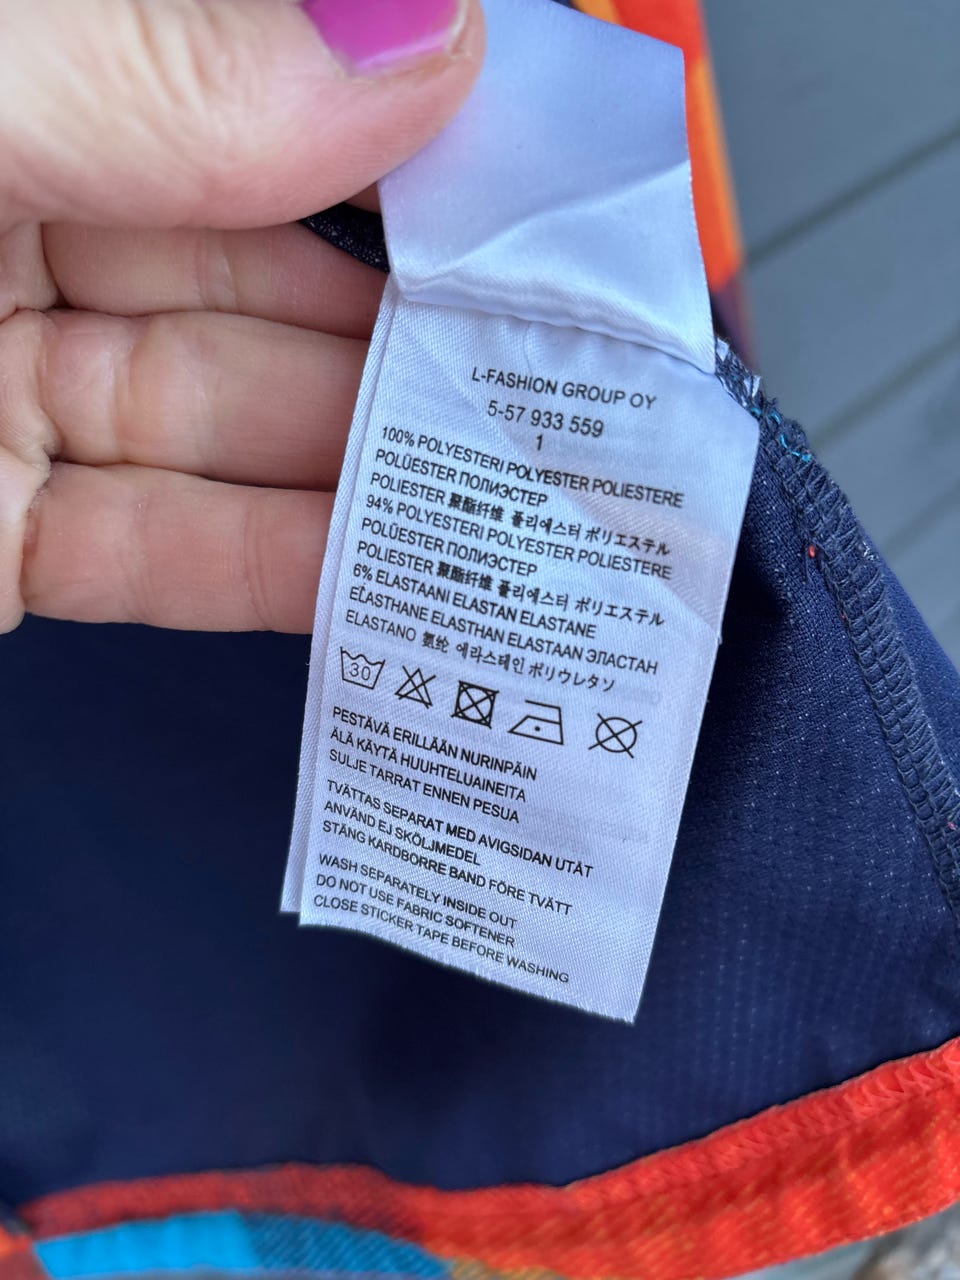 L-FASHION GROUP OY
5-57 933 559
1
100% POLYESTERI POLYESTER POLIESTERE
POLÜESTER ПОЛИЭСТЕР
POLIESTER 聚酯纤维 폴리에스터 ポリエステル
94% POLYESTERI POLYESTER POLIESTERE
POLÜESTER ПОЛИЭСТЕР
POLIESTER 聚酯纤维 폴리에스터 ポリエステル
6% ELASTAANI ELASTAN ELASTANE
ELASTHANE ELASTHAN ELASTAAN ЭЛАСТАН
ELASTANO 氨纶 에라스테인 ポリウレタソ
30
PESTÄVÄ ERILLÄÄN NURINPÄIN
ÄLÄ KÄYTÄ HUUHTELUAINEITA
SULJE TARRAT ENNEN PESUA
TVÄTTAS SEPARAT MED AVIGSIDAN UTÅT
ANVÄND EJ SKÖLJMEDEL
STÄNG KARDBORRE BAND FÖRE TVÄTT
WASH SEPARATELY INSIDE OUT
DO NOT USE FABRIC SOFTENER
CLOSE STICKER TAPE BEFORE WASHING